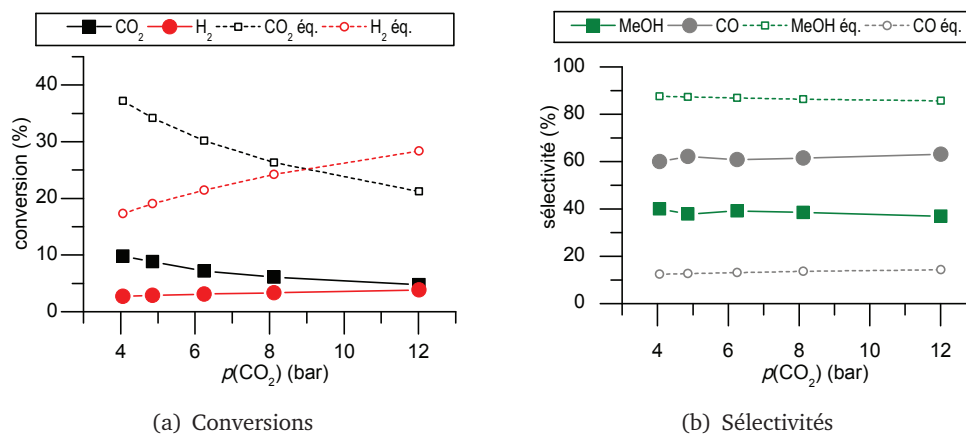 CO₂ H₂ CO₂ éq. H₂ éq.
MeOH CO MeOH éq. CO éq.
conversion (%)
40
30
20
10
0
4 6 8 10 12
p(CO₂) (bar)
(a) Conversions
sélectivité (%)
100
80
60
40
20
0
4 6 8 10 12
p(CO₂) (bar)
(b) Sélectivités